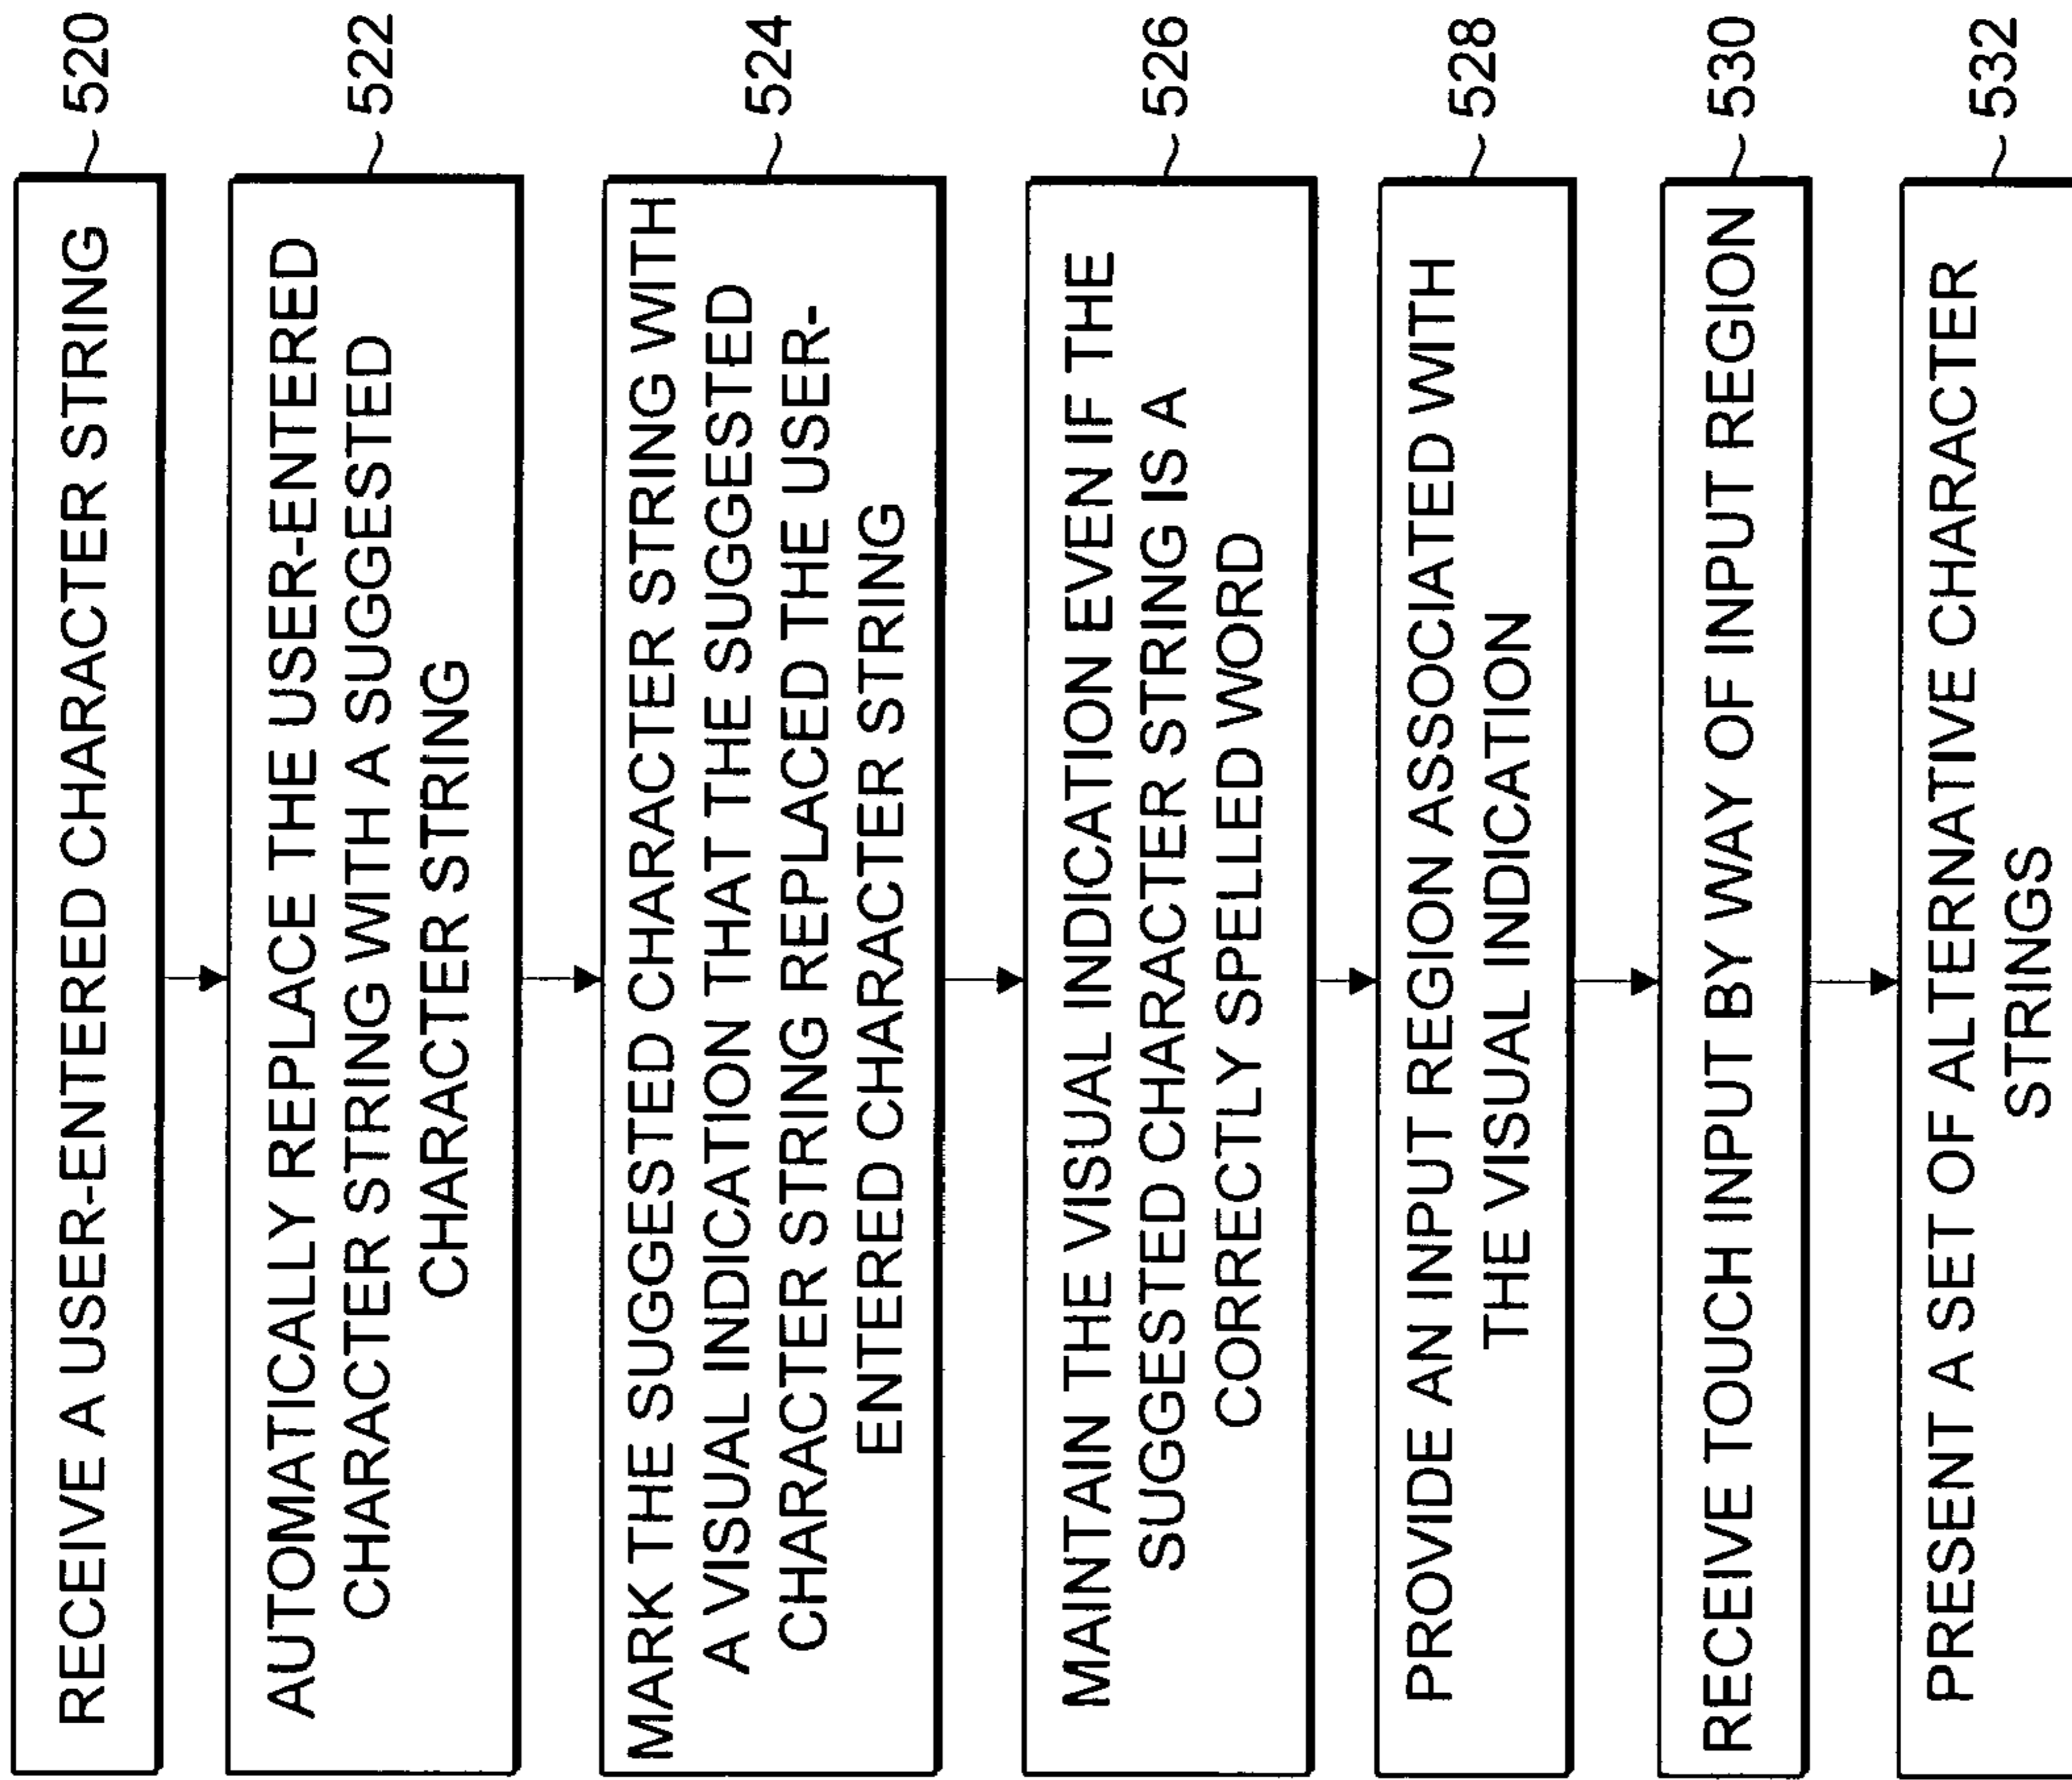 RECEIVE A USER-ENTERED CHARACTER STRING
520
AUTOMATICALLY REPLACE THE USER-ENTERED
CHARACTER STRING WITH A SUGGESTED
CHARACTER STRING
522
MARK THE SUGGESTED CHARACTER STRING WITH
A VISUAL INDICATION THAT THE SUGGESTED
CHARACTER STRING REPLACED THE USER-
ENTERED CHARACTER STRING
524
MAINTAIN THE VISUAL INDICATION EVEN IF THE
SUGGESTED CHARACTER STRING IS A
CORRECTLY SPELLED WORD
526
PROVIDE AN INPUT REGION ASSOCIATED WITH
THE VISUAL INDICATION
528
RECEIVE TOUCH INPUT BY WAY OF INPUT REGION
530
PRESENT A SET OF ALTERNATIVE CHARACTER
STRINGS
532